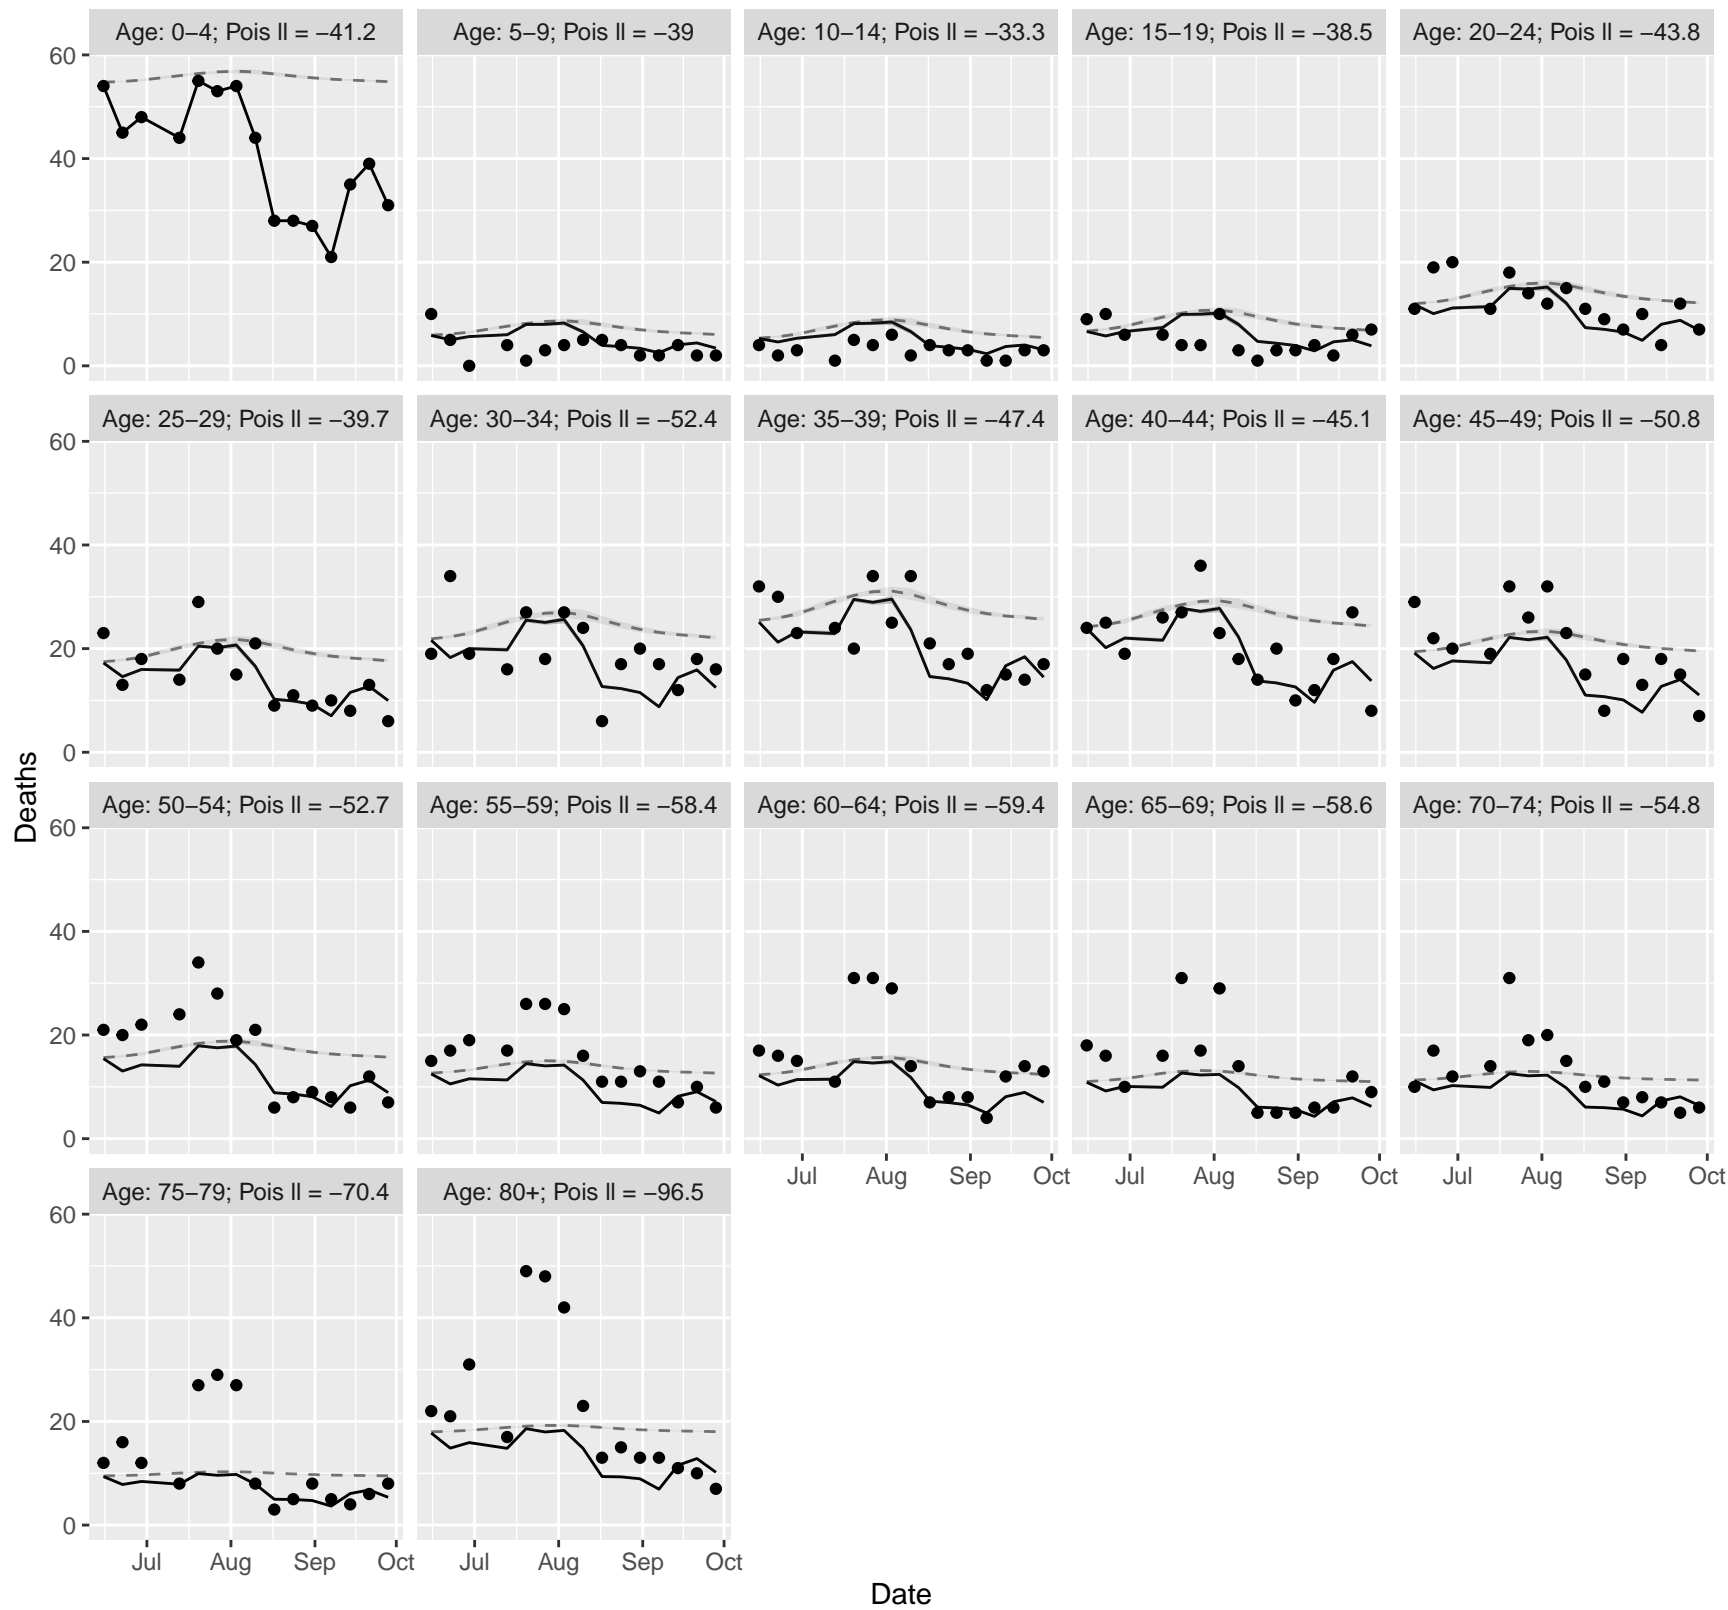 Age: 0–4; Pois ll = −41.2
Age: 5–9; Pois ll = −39
Age: 10–14; Pois ll = −33.3
Age: 15–19; Pois ll = −38.5
Age: 20–24; Pois ll = −43.8
60
40
20
0
Age: 25–29; Pois ll = −39.7
Age: 30–34; Pois ll = −52.4
Age: 35–39; Pois ll = −47.4
Age: 40–44; Pois ll = −45.1
Age: 45–49; Pois ll = −50.8
60
40
20
0
Deaths
Age: 50–54; Pois ll = −52.7
Age: 55–59; Pois ll = −58.4
Age: 60–64; Pois ll = −59.4
Age: 65–69; Pois ll = −58.6
Age: 70–74; Pois ll = −54.8
60
40
20
0
Jul Aug Sep Oct
Jul Aug Sep Oct
Jul Aug Sep Oct
Age: 75–79; Pois ll = −70.4
Age: 80+; Pois ll = −96.5
60
40
20
0
Jul Aug Sep Oct
Jul Aug Sep Oct
Date